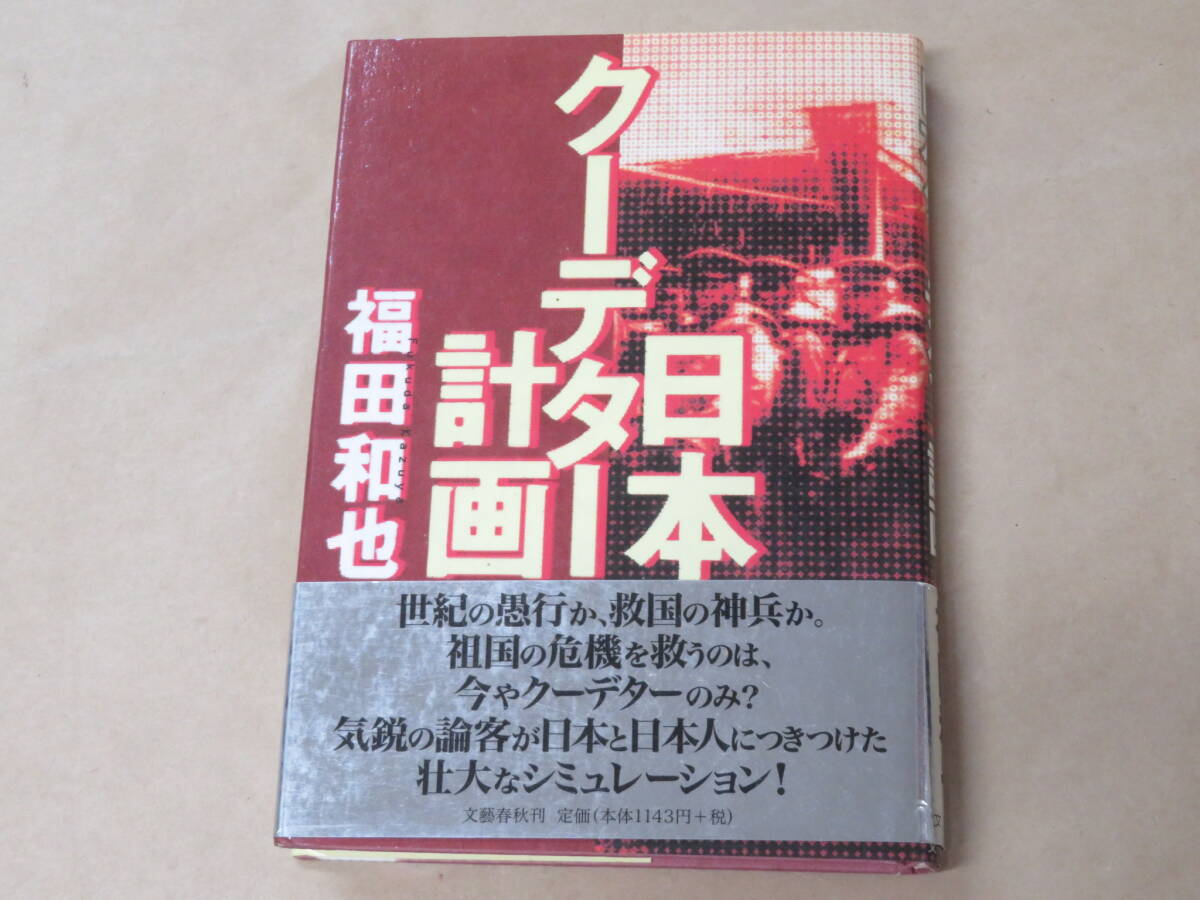 日本
クーデター
計画
福田和也
Fukuda Kazuya
世紀の愚行か、救国の神兵か。
祖国の危機を救うのは、
今やクーデターのみ?
気鋭の論客が日本と日本人につきつけた
壮大なシミュレーション!
文藝春秋刊 定価(本体1143円+税)